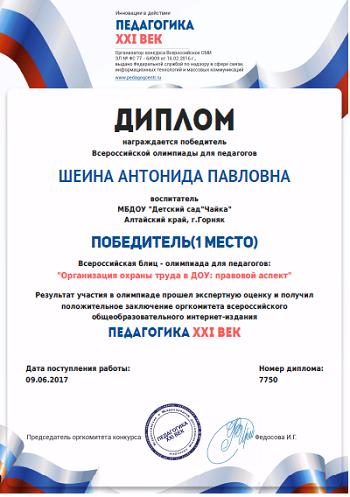 Инновации в действии
ПЕДАГОГИКА
XXI ВЕК
Организатор конкурса Всероссийское СМИ
ЭЛ № ФС 77 - 64909 от 16.02.2016 г.,
выдано Федеральной службой по надзору в сфере связи,
информационных технологий и массовых коммуникаций
www.pedagogcentr.ru
ДИПЛОМ
награждается победитель
Всероссийской олимпиады для педагогов
ШЕИНА АНТОНИДА ПАВЛОВНА
воспитатель
МБДОУ "Детский сад"Чайка"
Алтайский край, г.Горняк
ПОБЕДИТЕЛЬ(1 МЕСТО)
Всероссийская блиц - олимпиада для педагогов:
"Организация охраны труда в ДОУ: правовой аспект"
Результат участия в олимпиаде прошел экспертную оценку и получил
положительное заключение оргкомитета всероссийского
общеобразовательного интернет-издания
ПЕДАГОГИКА XXI ВЕК
Дата поступления работы:
09.06.2017
Номер диплома:
7750
Председатель оргкомитета конкурса
ПЕДАГОГИКА
XXI ВЕК
Федосова И.Г.